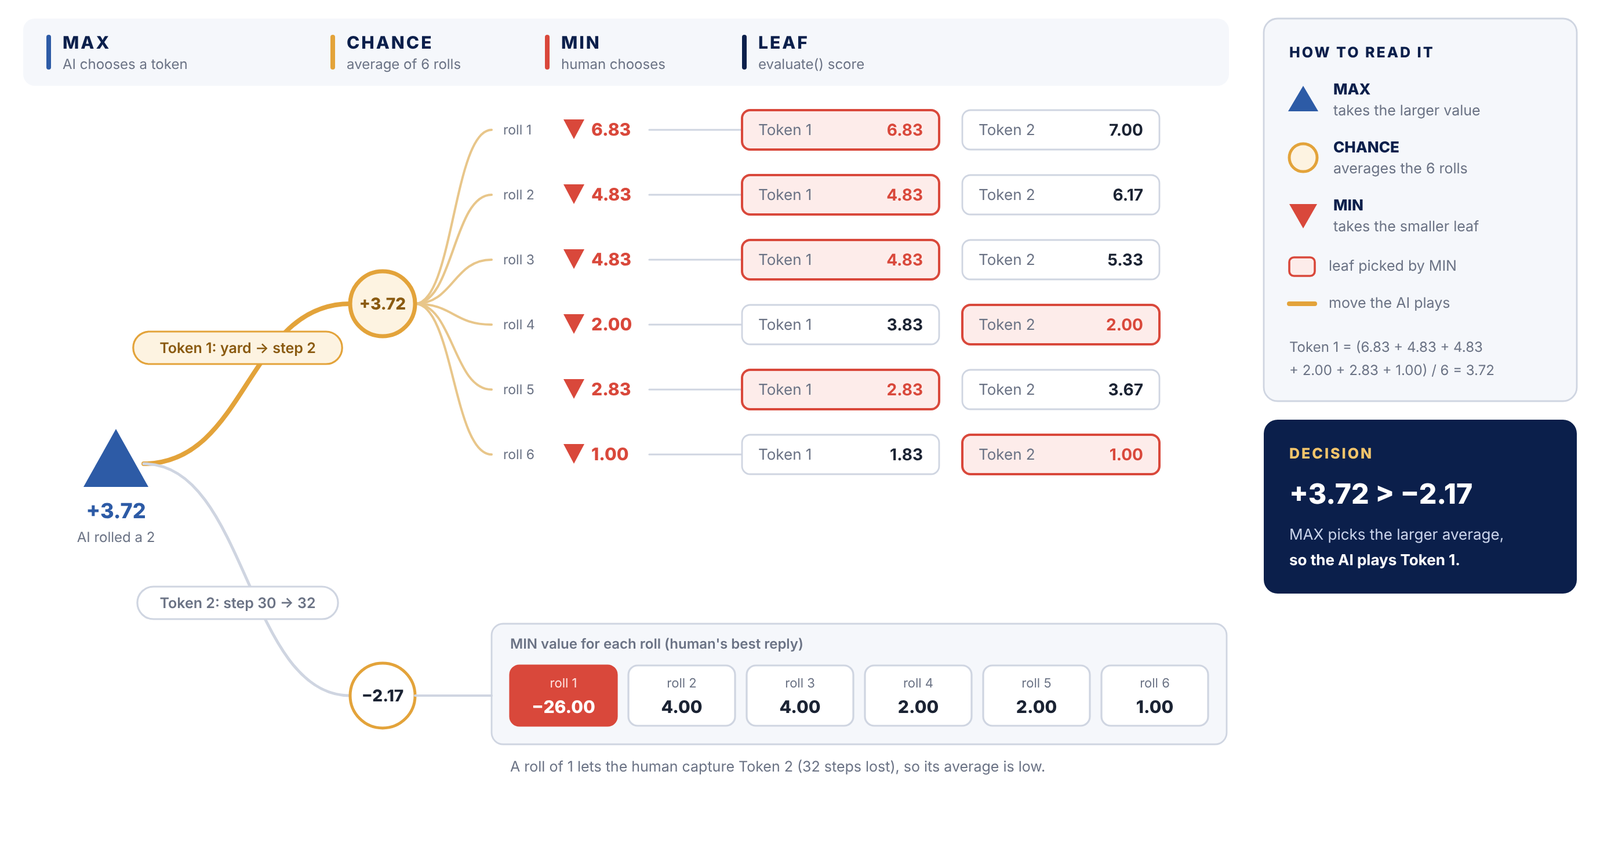 MAX
AI chooses a token
CHANCE
average of 6 rolls
MIN
human chooses
LEAF
evaluate() score
roll 1 6.83 Token 1 6.83 Token 2 7.00
roll 2 4.83 Token 1 4.83 Token 2 6.17
roll 3 4.83 Token 1 4.83 Token 2 5.33
+3.72
roll 4 2.00 Token 1 3.83 Token 2 2.00
Token 1: yard → step 2
roll 5 2.83 Token 1 2.83 Token 2 3.67
roll 6 1.00 Token 1 1.83 Token 2 1.00
+3.72
AI rolled a 2
Token 2: step 30 → 32
−2.17
MIN value for each roll (human's best reply)
roll 1 roll 2 roll 3 roll 4 roll 5 roll 6
−26.00 4.00 4.00 2.00 2.00 1.00
A roll of 1 lets the human capture Token 2 (32 steps lost), so its average is low.
HOW TO READ IT
MAX
takes the larger value
CHANCE
averages the 6 rolls
MIN
takes the smaller leaf
leaf picked by MIN
move the AI plays
Token 1 = (6.83 + 4.83 + 4.83
+ 2.00 + 2.83 + 1.00) / 6 = 3.72
DECISION
+3.72 > −2.17
MAX picks the larger average,
so the AI plays Token 1.